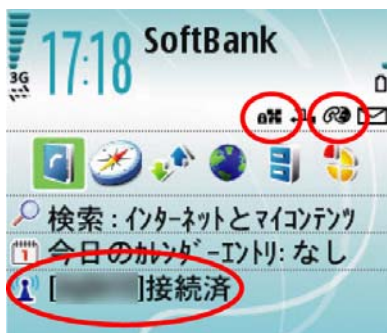 17:18 SoftBank
3G
検索 : インターネットとマイコンテンツ
1
今日のカレンダーエントリ: なし
[ ]接続済